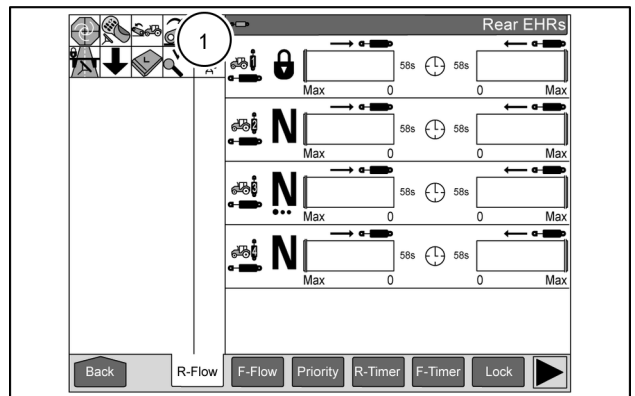 1
Rear EHRs
L
58s 58s
Max 0 0 Max
N
58s 58s
Max 0 0 Max
N
58s 58s
Max 0 0 Max
N
58s 58s
Max 0 0 Max
Back R-Flow F-Flow Priority R-Timer F-Timer Lock